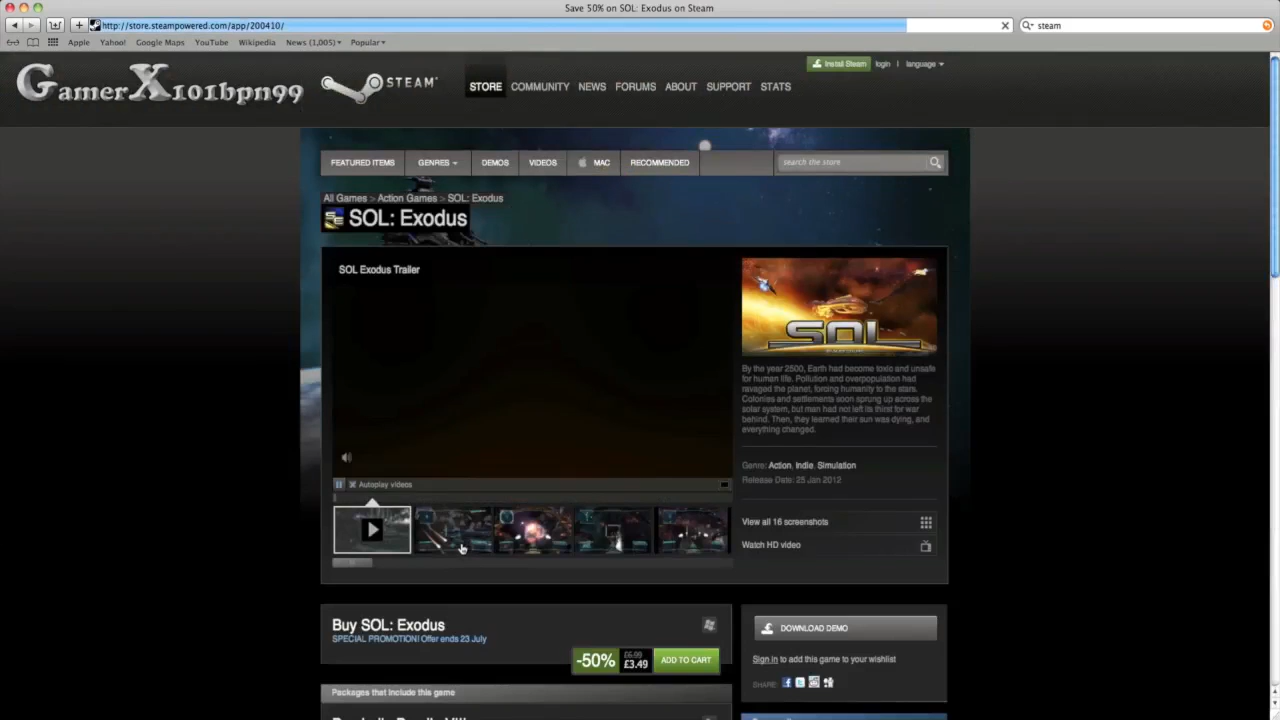 Save 50% on SOL: Exodus on Steam
http://store.steampowered.com/app/200410/
steam
Apple Yahoo! Google Maps YouTube Wikipedia News (1,005) Popular
GamerX101bpn99
STEAM
STORE COMMUNITY NEWS FORUMS ABOUT SUPPORT STATS
Install Steam login | language
FEATURED ITEMS GENRES DEMOS VIDEOS MAC RECOMMENDED
search the store
All Games > Action Games > SOL: Exodus
SOL: Exodus
SOL Exodus Trailer
SOL
By the year 2500, Earth had become toxic and unsafe
for human life. Pollution and overpopulation had
ravaged the planet, forcing humanity to the stars.
Colonies and settlements soon sprung up across the
solar system, but man had not left its thirst for war
behind. Then, they learned their sun was dying, and
everything changed.
Genre: Action, Indie, Simulation
Release Date: 25 Jan 2012
Autoplay videos
View all 16 screenshots
Watch HD video
Buy SOL: Exodus
SPECIAL PROMOTION! Offer ends 23 July
-50% £6.99 £3.49 ADD TO CART
Packages that include this game
DOWNLOAD DEMO
Sign in to add this game to your wishlist
SHARE: